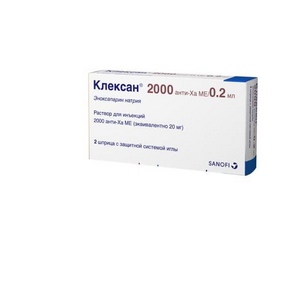 Клексан® 2000 анти-Ха МЕ/0.2 мл
Эноксапарин натрия
Раствор для инъекций
2000 анти-Ха МЕ (эквивалентно 20 мг)
2 шприца с защитной системой иглы
SANOFI